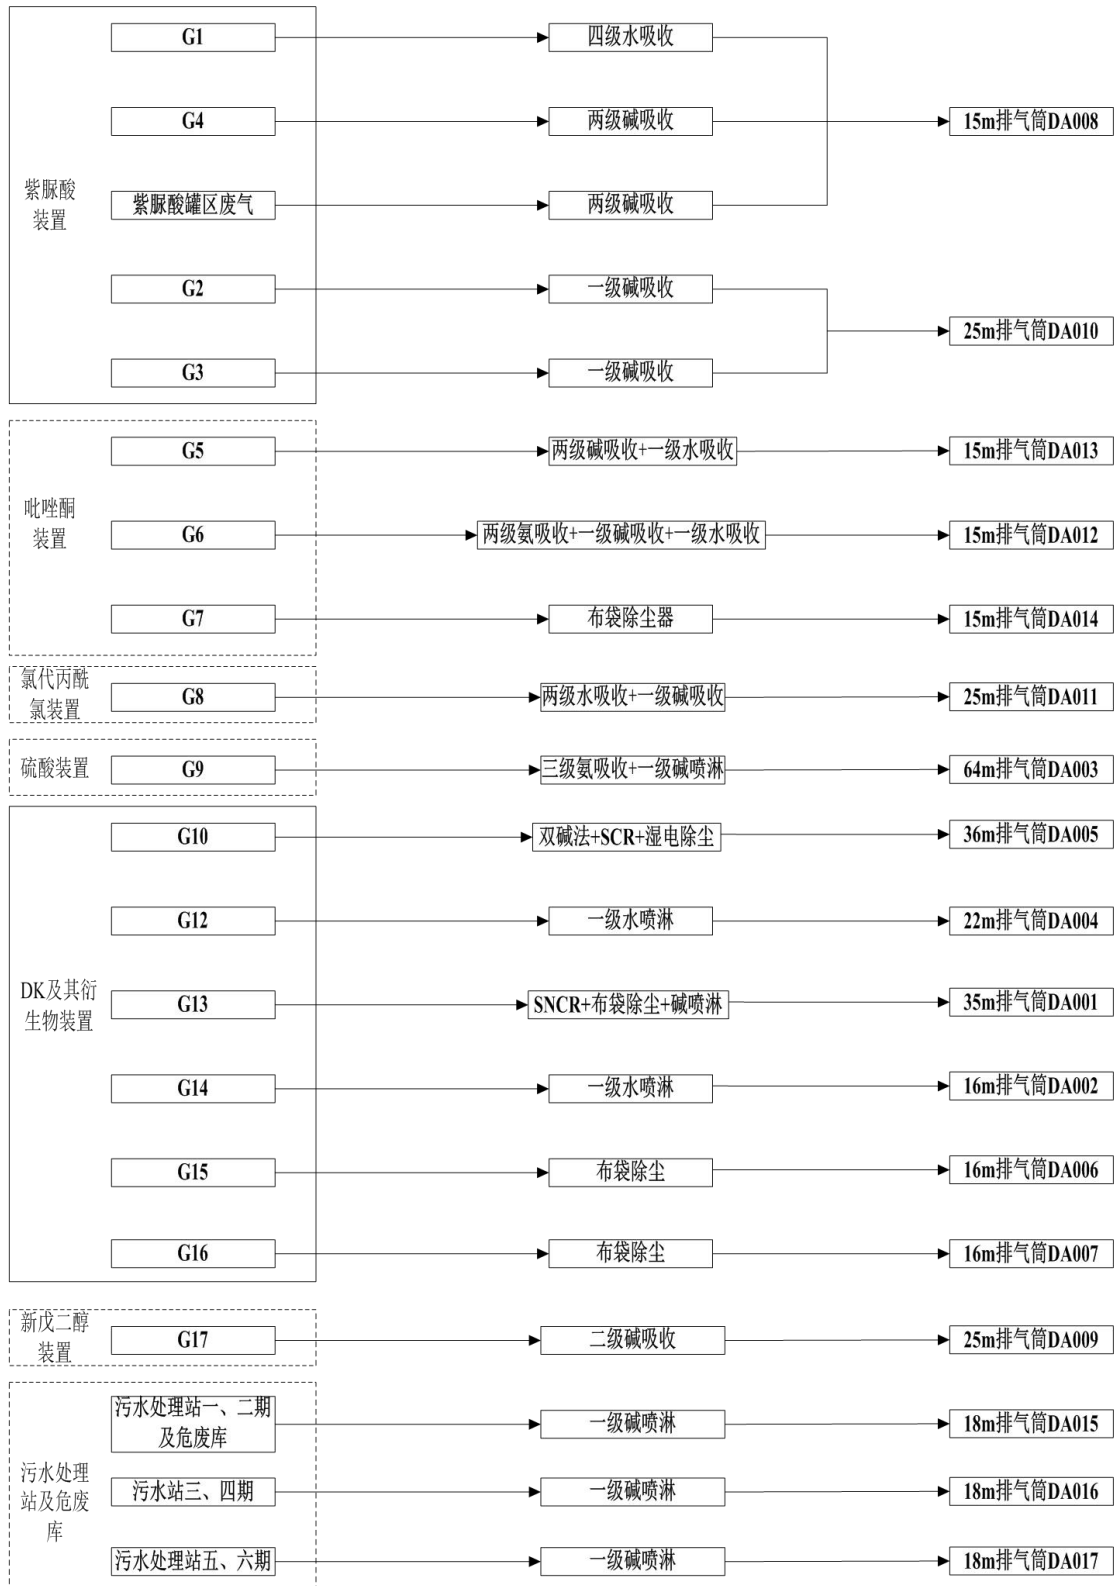 紫脲酸
装置
G1
四级水吸收
G4
两级碱吸收
15m排气筒DA008
紫脲酸罐区废气
两级碱吸收
G2
一级碱吸收
25m排气筒DA010
G3
一级碱吸收
吡唑酮
装置
G5
两级碱吸收+一级水吸收
15m排气筒DA013
G6
两级氨吸收+一级碱吸收+一级水吸收
15m排气筒DA012
G7
布袋除尘器
15m排气筒DA014
氯代丙酰
氯装置
G8
两级水吸收+一级碱吸收
25m排气筒DA011
硫酸装置
G9
三级氨吸收+一级碱喷淋
64m排气筒DA003
DK及其衍
生物装置
G10
双碱法+SCR+湿电除尘
36m排气筒DA005
G12
一级水喷淋
22m排气筒DA004
G13
SNCR+布袋除尘+碱喷淋
35m排气筒DA001
G14
一级水喷淋
16m排气筒DA002
G15
布袋除尘
16m排气筒DA006
G16
布袋除尘
16m排气筒DA007
新戊二醇
装置
G17
二级碱吸收
25m排气筒DA009
污水处理
站及危废
库
污水处理站一、二期
及危废库
一级碱喷淋
18m排气筒DA015
污水站三、四期
一级碱喷淋
18m排气筒DA016
污水处理站五、六期
一级碱喷淋
18m排气筒DA017